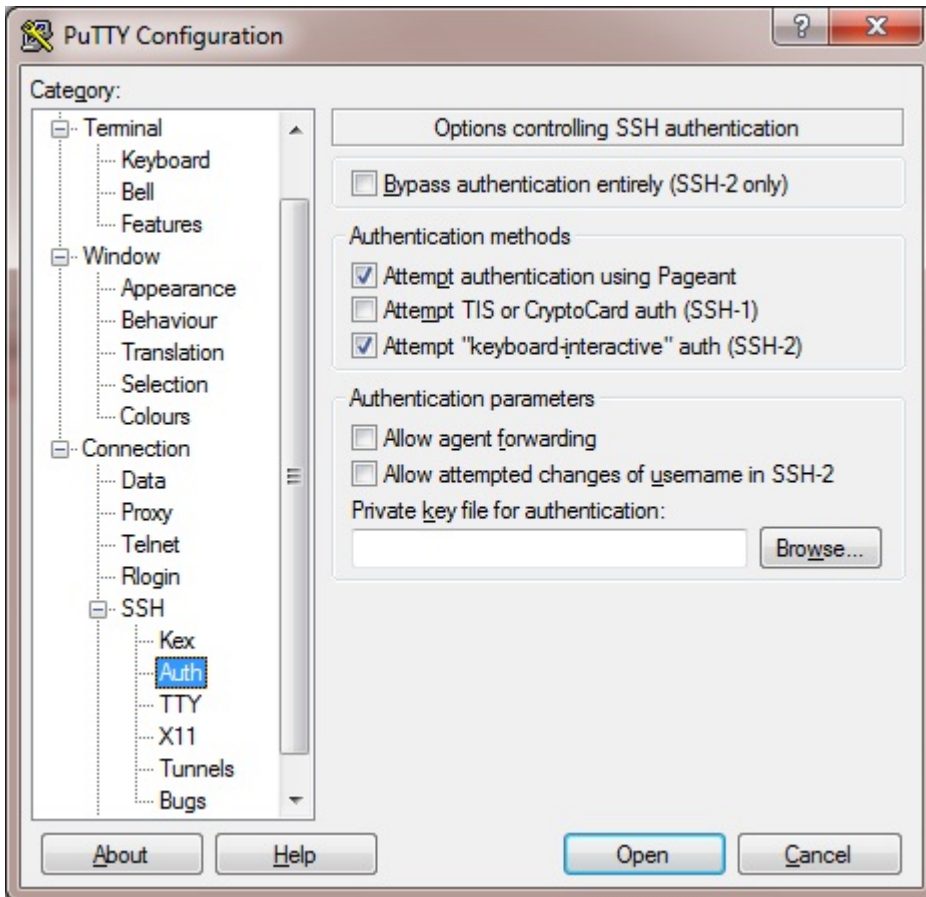 PuTTY Configuration
Category:
Terminal
Keyboard
Bell
Features
Window
Appearance
Behaviour
Translation
Selection
Colours
Connection
Data
Proxy
Telnet
Rlogin
SSH
Kex
Auth
TTY
X11
Tunnels
Bugs
Options controlling SSH authentication
Bypass authentication entirely (SSH-2 only)
Authentication methods
Attempt authentication using Pageant
Attempt TIS or CryptoCard auth (SSH-1)
Attempt "keyboard-interactive" auth (SSH-2)
Authentication parameters
Allow agent forwarding
Allow attempted changes of username in SSH-2
Private key file for authentication:
Browse...
About
Help
Open
Cancel